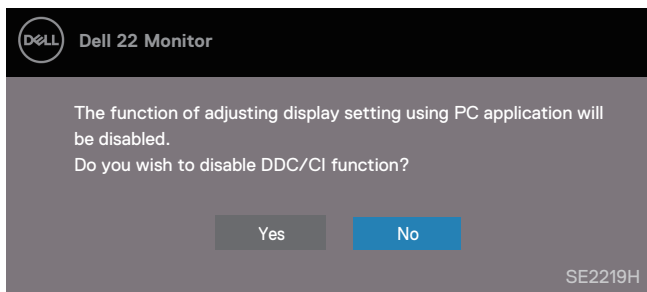 DELL Dell 22 Monitor
The function of adjusting display setting using PC application will
be disabled.
Do you wish to disable DDC/CI function?
Yes No
SE2219H